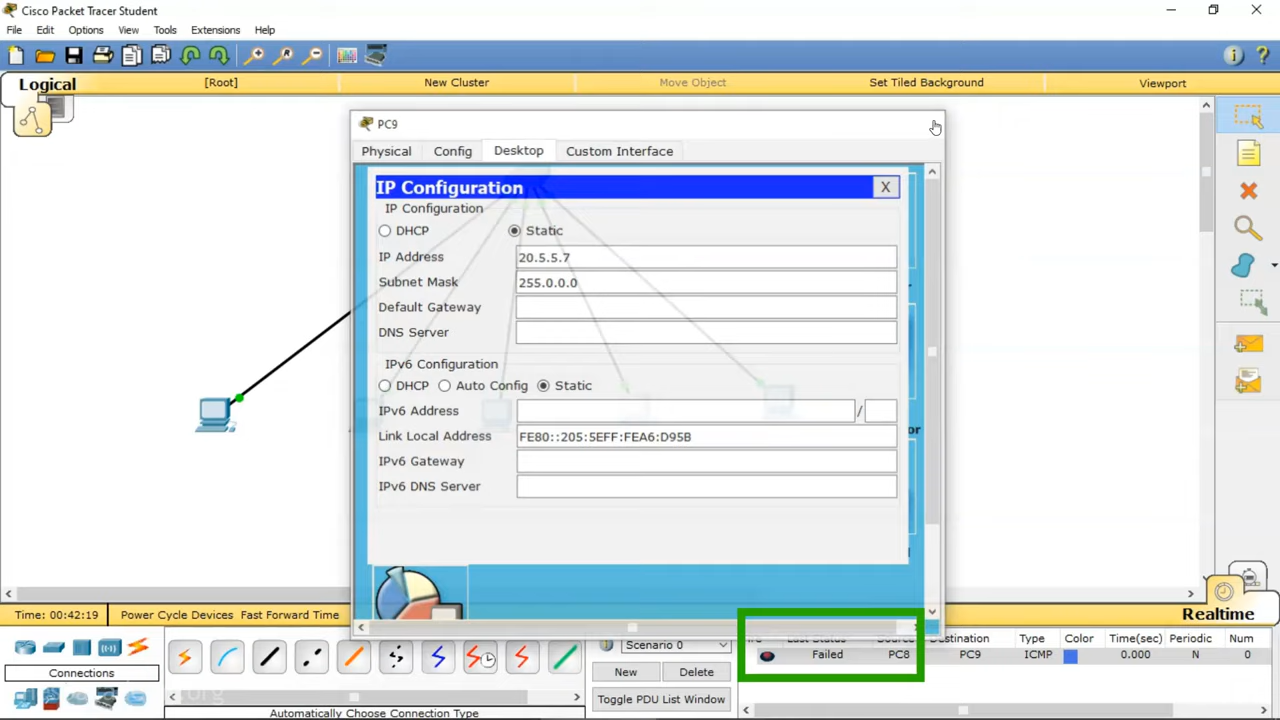 Cisco Packet Tracer Student
File Edit Options View Tools Extensions Help
Logical [Root] New Cluster Move Object Set Tiled Background Viewport
PC9
Physical Config Desktop Custom Interface
IP Configuration X
IP Configuration
DHCP Static
IP Address 20.5.5.7
Subnet Mask 255.0.0.0
Default Gateway
DNS Server
IPv6 Configuration
DHCP Auto Config Static
IPv6 Address /
Link Local Address FE80::205:5EFF:FEA6:D95B
IPv6 Gateway
IPv6 DNS Server
or
Time: 00:42:19 Power Cycle Devices Fast Forward Time Realtime
Scenario 0 Last Status Source Destination Type Color Time(sec) Periodic Num
Failed PC8 PC9 ICMP 0.000 N 0
Connections New Delete
.org Toggle PDU List Window
Automatically Choose Connection Type